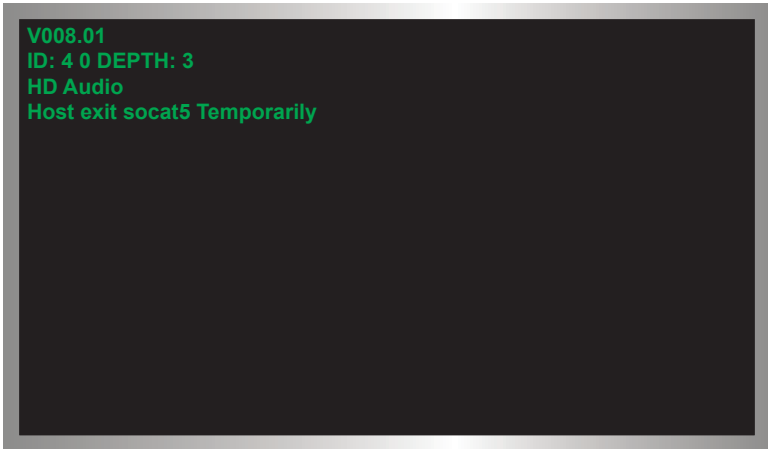 V008.01
ID: 4 0 DEPTH: 3
HD Audio
Host exit socat5 Temporarily